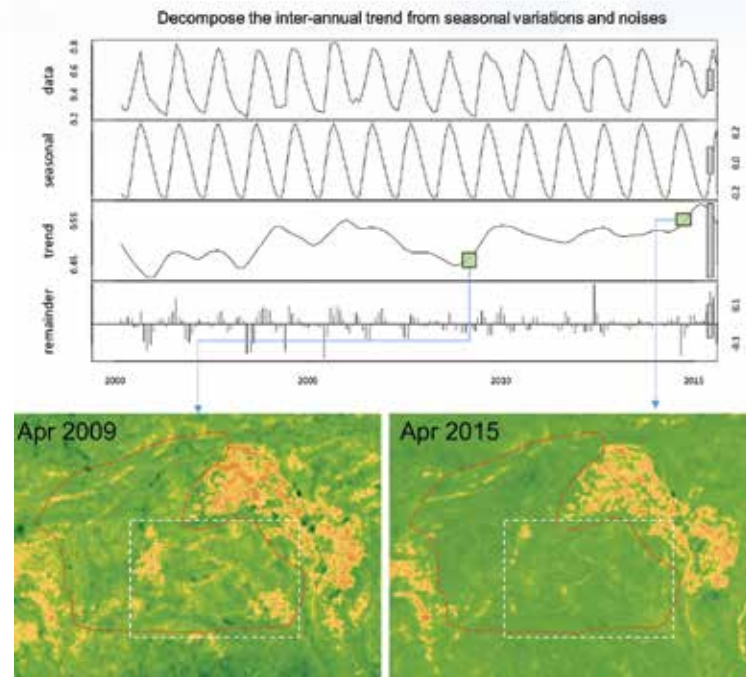 Decompose the inter-annual trend from seasonal variations and noises
data
0.2 0.4 0.6 0.8
seasonal
-0.2 0.0 0.2
trend
0.45 0.55
remainder
-0.1 0.1
2000 2005 2010 2015
Apr 2009
Apr 2015